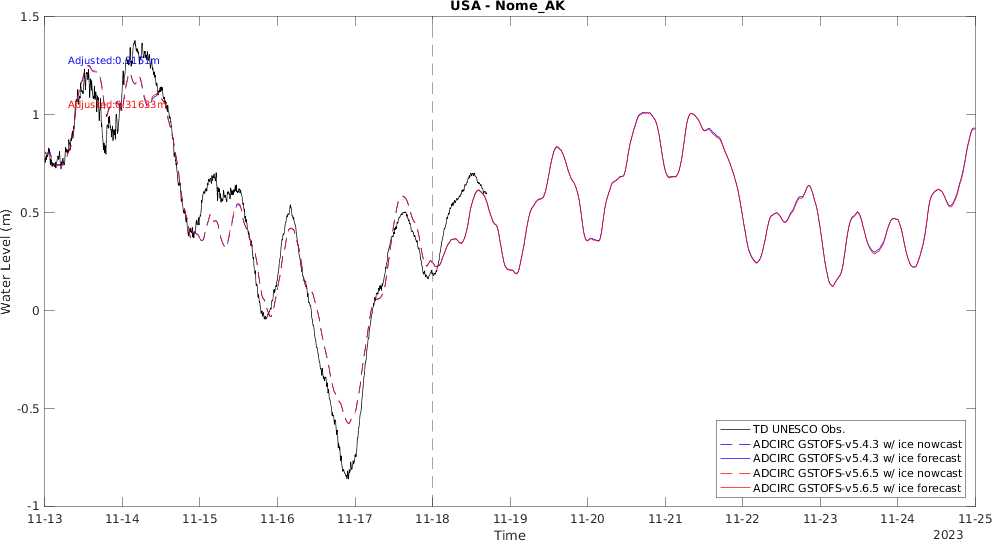 USA - Nome_AK
1.5
1
0.5
0
-0.5
-1
Water Level (m)
11-13 11-14 11-15 11-16 11-17 11-18 11-19 11-20 11-21 11-22 11-23 11-24 11-25
Time
2023
TD UNESCO Obs.
ADCIRC GSTOFS-v5.4.3 w/ ice nowcast
ADCIRC GSTOFS-v5.4.3 w/ ice forecast
ADCIRC GSTOFS-v5.6.5 w/ ice nowcast
ADCIRC GSTOFS-v5.6.5 w/ ice forecast